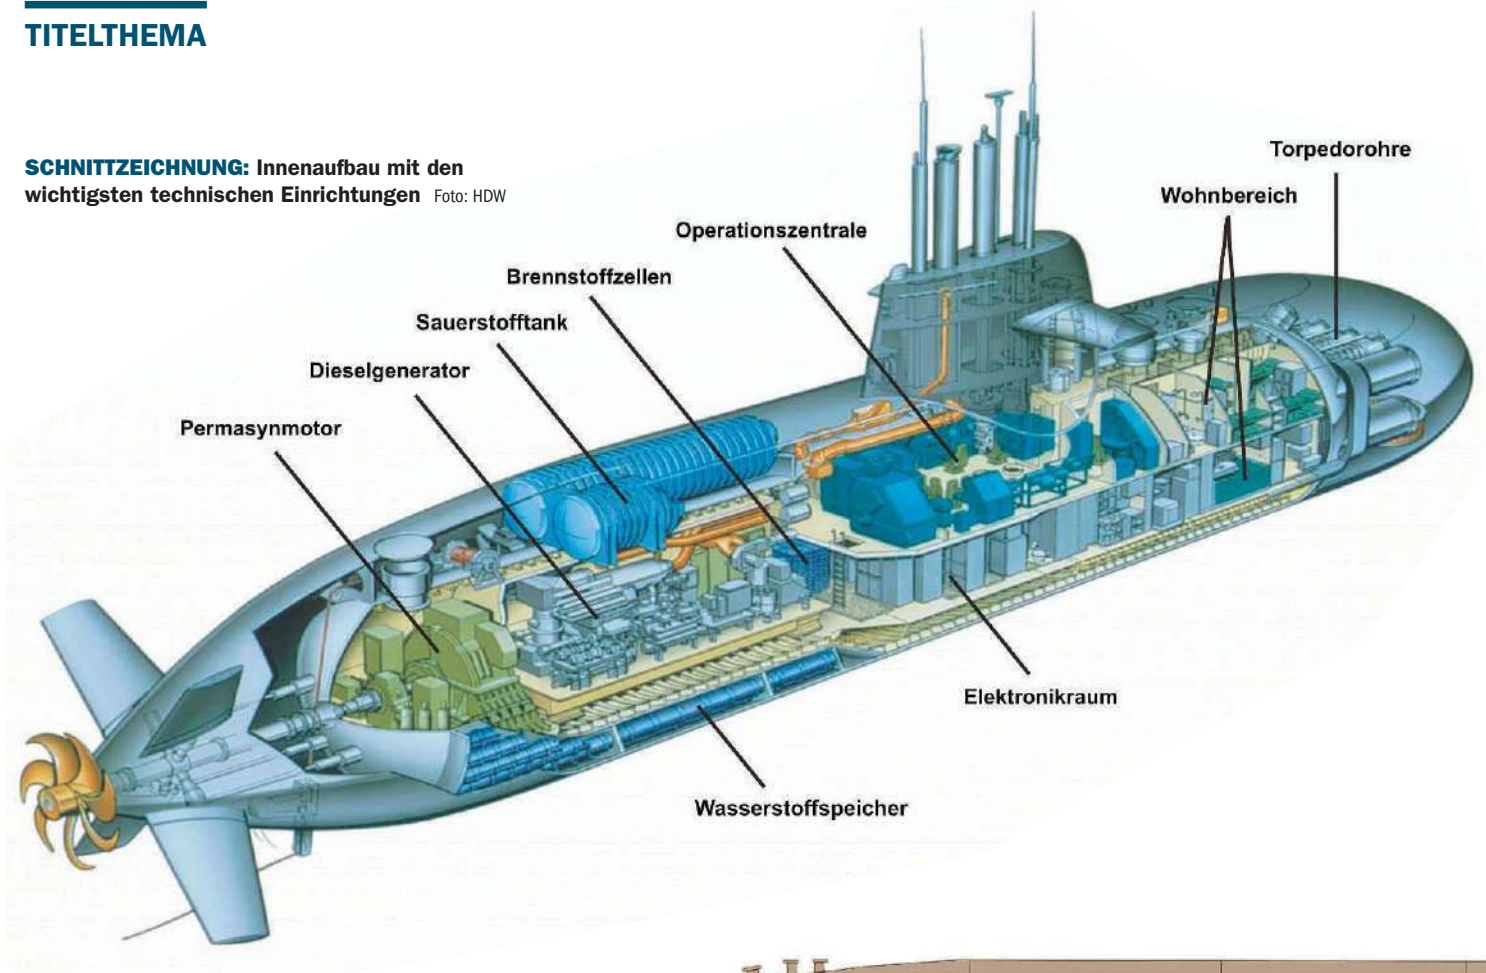 TITELTHEMA
SCHNITTZEICHNUNG: Innenaufbau mit den
wichtigsten technischen Einrichtungen Foto: HDW
Torpedorohre
Wohnbereich
Operationszentrale
Brennstoffzellen
Sauerstofftank
Dieselgenerator
Permasynmotor
Elektronikraum
Wasserstoffspeicher